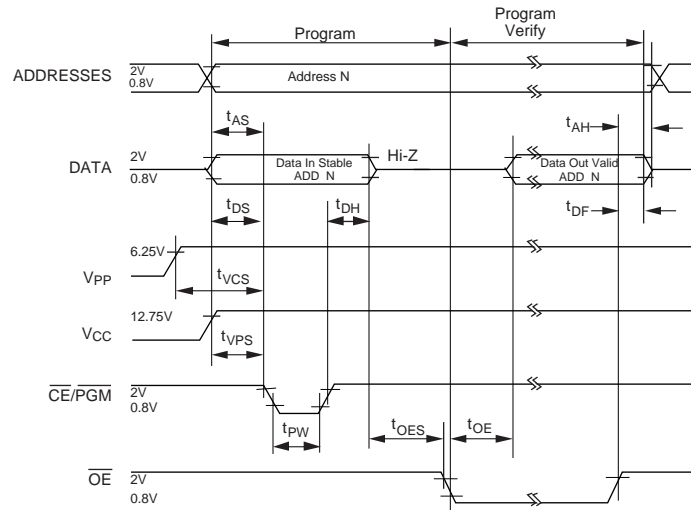 Program
Program
Verify
ADDRESSES
2V
0.8V
Address N
tAS
tAH
DATA
2V
0.8V
Data In Stable
ADD N
Hi-Z
Data Out Valid
ADD N
tDS
tDH
tDF
VPP
6.25V
tVCS
VCC
12.75V
tVPS
CE/PGM
2V
0.8V
tPW
tOES
tOE
OE
2V
0.8V